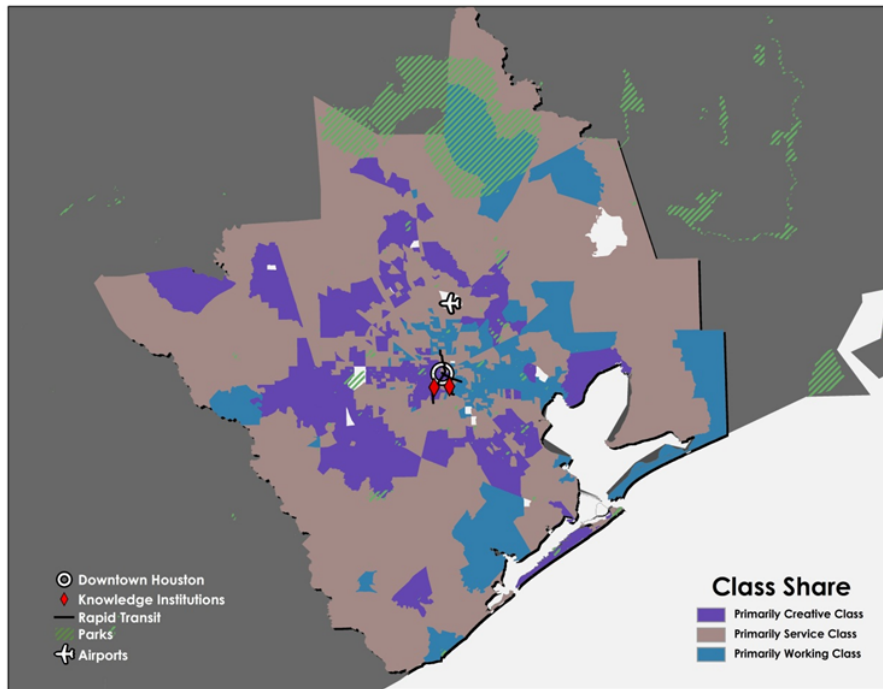 Downtown Houston
Knowledge Institutions
Rapid Transit
Parks
Airports
Class Share
Primarily Creative Class
Primarily Service Class
Primarily Working Class